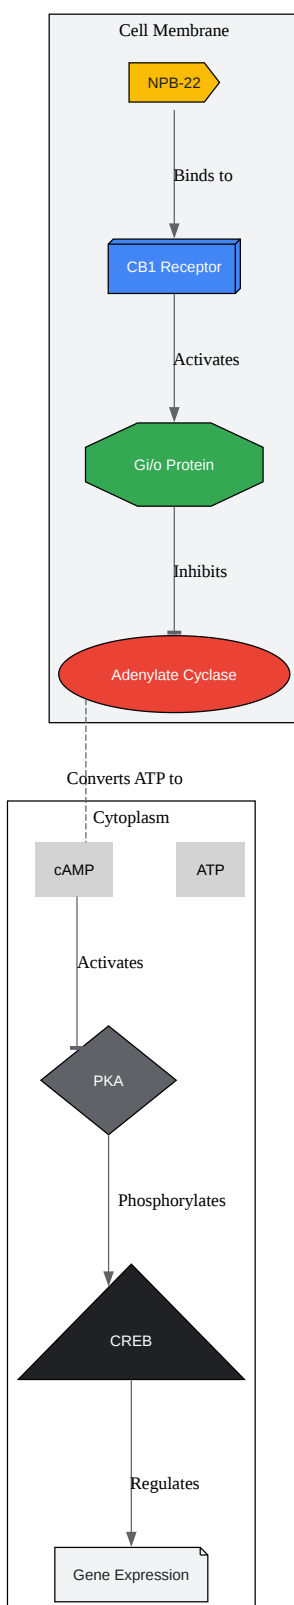 Cell Membrane
NPB-22
Binds to
CB1 Receptor
Activates
Gi/o Protein
Inhibits
Adenylate Cyclase
Converts ATP to
Cytoplasm
cAMP
ATP
Activates
PKA
Phosphorylates
CREB
Regulates
Gene Expression